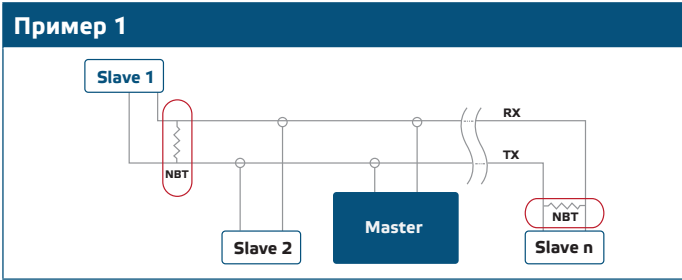 Пример 1
Slave 1
RX
TX
NBT
NBT
Master
Slave 2
Slave n